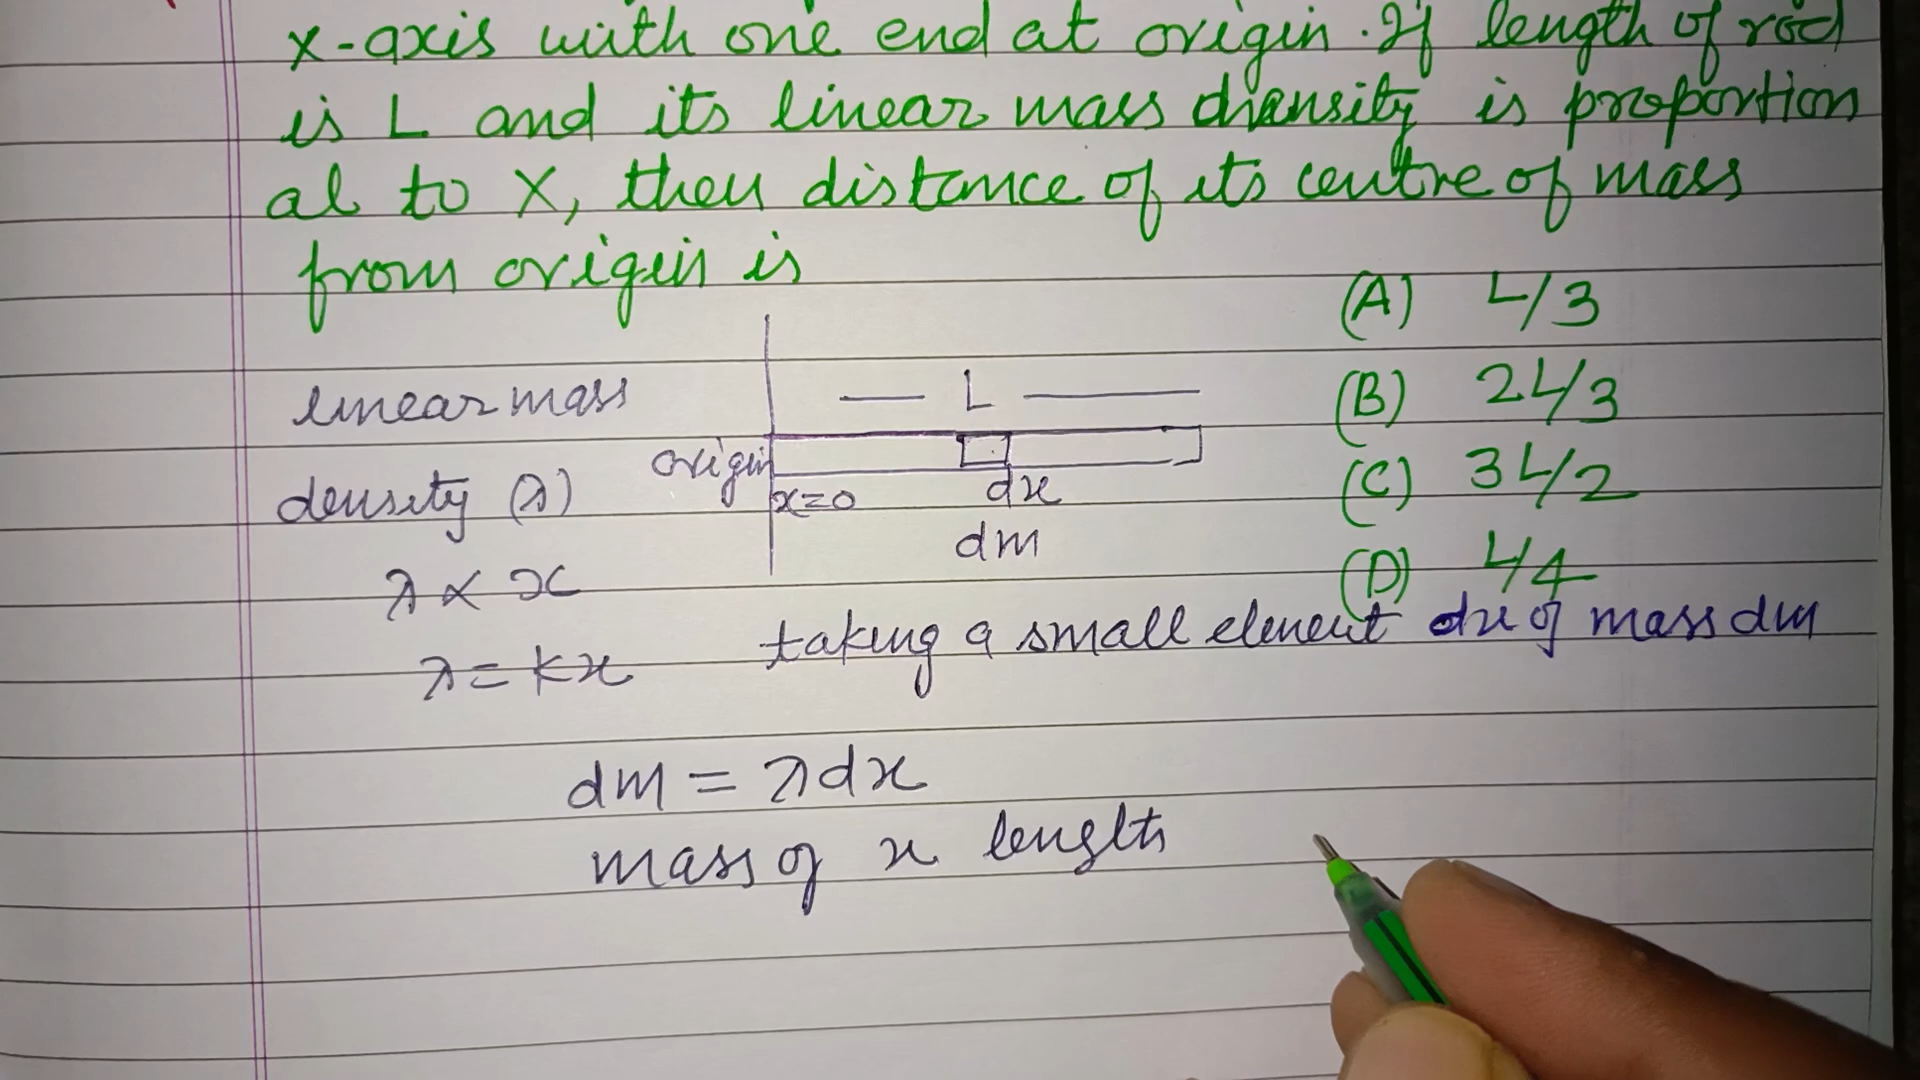 x-axis with one end at origin. If length of rod
is L and its linear mass density is proportion
al to X, then distance of its centre of mass
from origin is
(A) L/3
(B) 2L/3
(C) 3L/2
(D) L/4
L
linear mass
density (λ)
origin
x=0
dx
dm
λ ∝ x
λ = kx
taking a small element dx of mass dm
dm = λdx
mass of x length